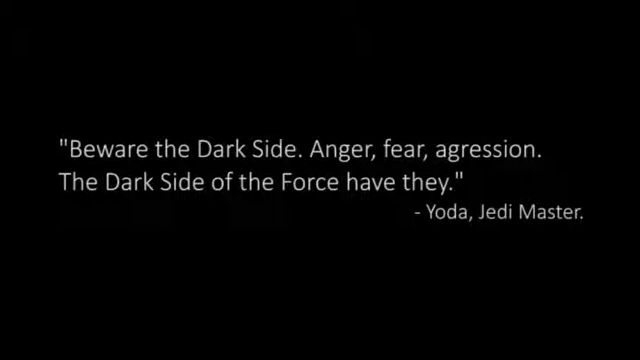 "Beware the Dark Side. Anger, fear, agression.
The Dark Side of the Force have they."
- Yoda, Jedi Master.